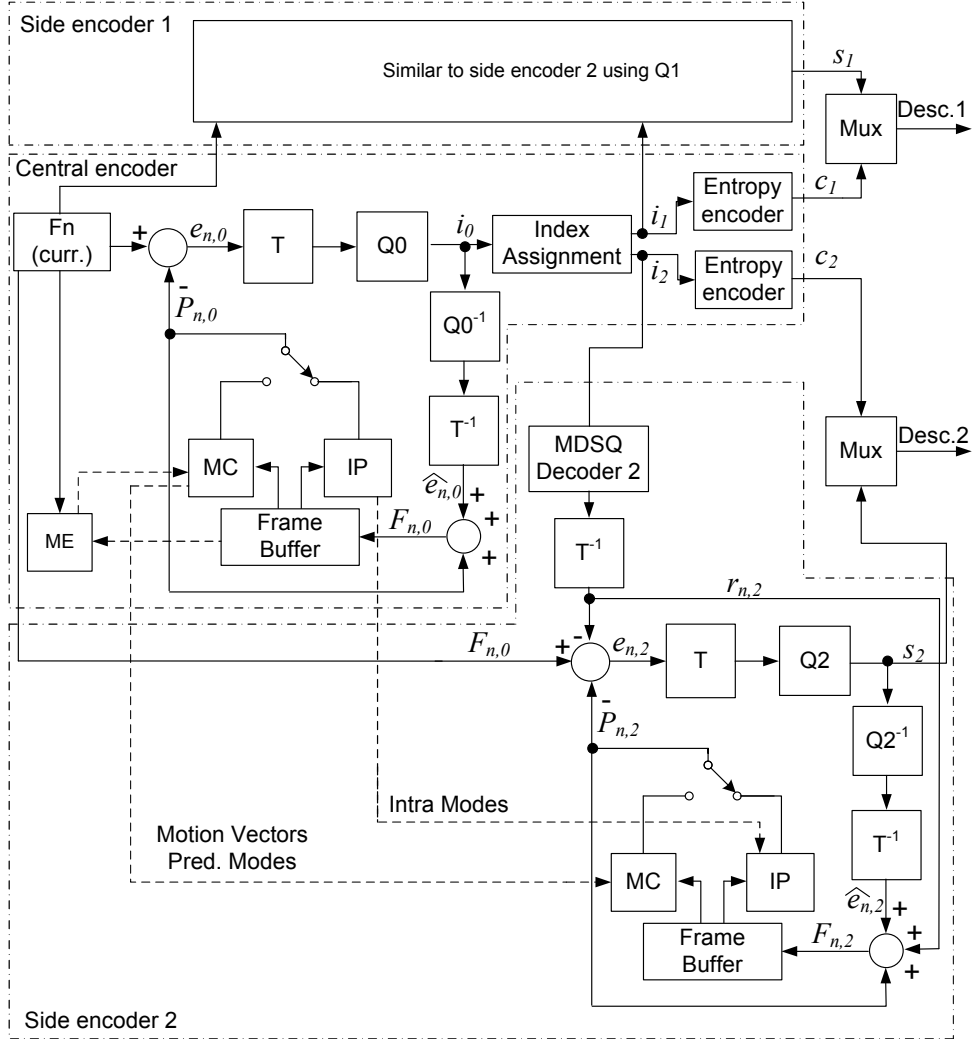 Side encoder 1
Similar to side encoder 2 using Q1
s1
Mux
Desc.1
Central encoder
Fn
(curr.)
+
en,0
T
Q0
i0
Index
Assignment
i1
Entropy
encoder
c1
i2
Entropy
encoder
c2
-
Pn,0
Q0-1
T-1
MC
IP
ên,0
+
+
+
Fn,0
Frame
Buffer
ME
MDSQ
Decoder 2
Mux
Desc.2
T-1
rn,2
Fn,0
+
-
en,2
T
Q2
s2
-
Pn,2
Q2-1
Intra Modes
Motion Vectors
Pred. Modes
T-1
MC
IP
ên,2
+
+
+
Fn,2
Frame
Buffer
Side encoder 2